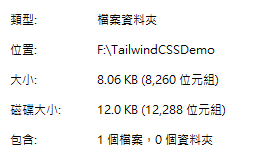 類型: 檔案資料夾
位置: F:\TailwindCSSDemo
大小: 8.06 KB (8,260 位元組)
磁碟大小: 12.0 KB (12,288 位元組)
包含: 1 個檔案，0 個資料夾